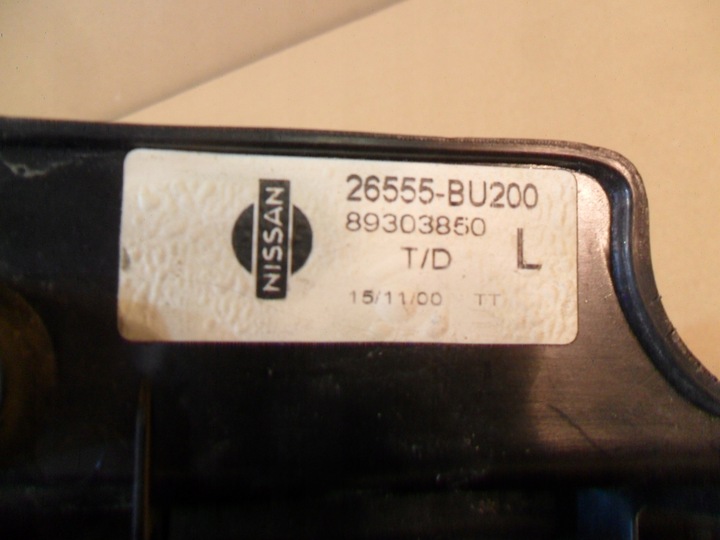 NISSAN
26555-BU200
89303850
T/D
L
15/11/00 TT